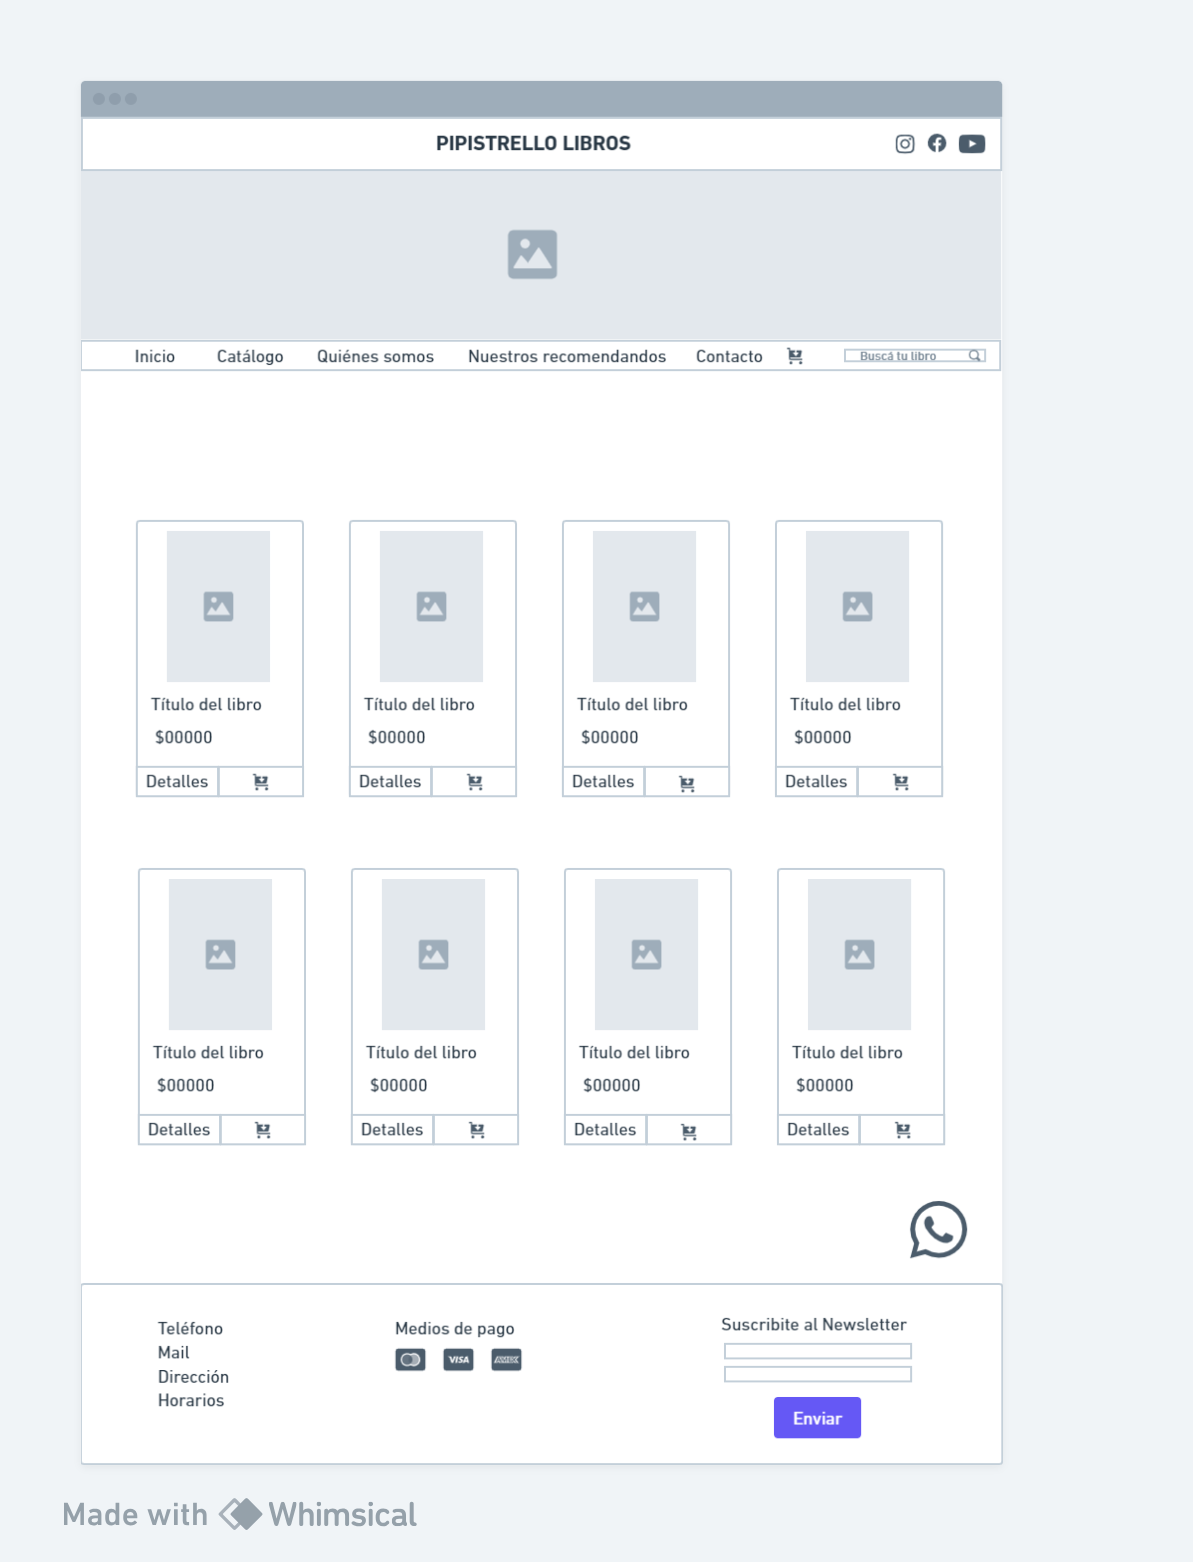 PIPISTRELLO LIBROS
Inicio Catálogo Quiénes somos Nuestros recomendandos Contacto Buscá tu libro
Título del libro Título del libro Título del libro Título del libro
$00000 $00000 $00000 $00000
Detalles Detalles Detalles Detalles
Título del libro Título del libro Título del libro Título del libro
$00000 $00000 $00000 $00000
Detalles Detalles Detalles Detalles
Teléfono
Mail
Dirección
Horarios
Medios de pago
VISA AMEX
Suscribite al Newsletter
Enviar
Made with Whimsical